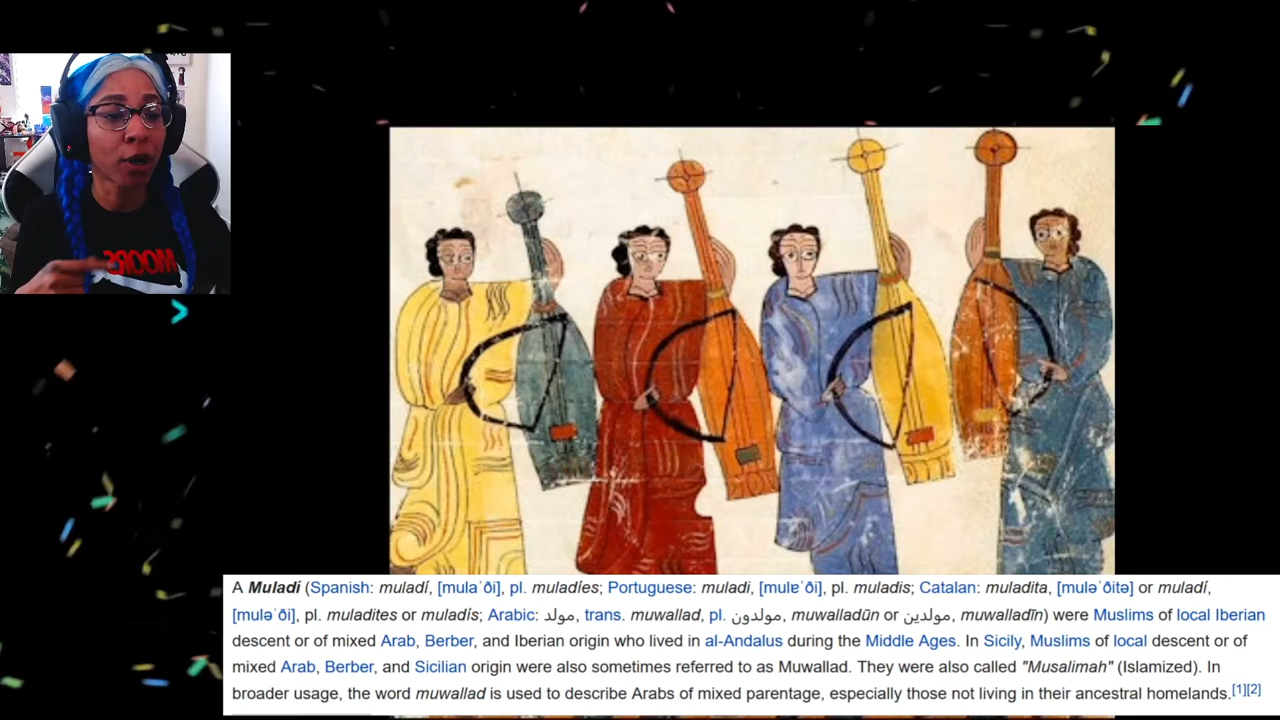 MOORS
A Muladí (Spanish: muladí, [mulaˈði], pl. muladíes; Portuguese: muladi, [mulɐˈði], pl. muladis; Catalan: muladita, [muləˈðitə] or muladí,
[muləˈði], pl. muladites or muladís; Arabic: مولد, trans. muwallad, pl. مولدون, muwalladūn or مولدين, muwalladīn) were Muslims of local Iberian
descent or of mixed Arab, Berber, and Iberian origin who lived in al-Andalus during the Middle Ages. In Sicily, Muslims of local descent or of
mixed Arab, Berber, and Sicilian origin were also sometimes referred to as Muwallad. They were also called "Musalimah" (Islamized). In
broader usage, the word muwallad is used to describe Arabs of mixed parentage, especially those not living in their ancestral homelands.[1][2]